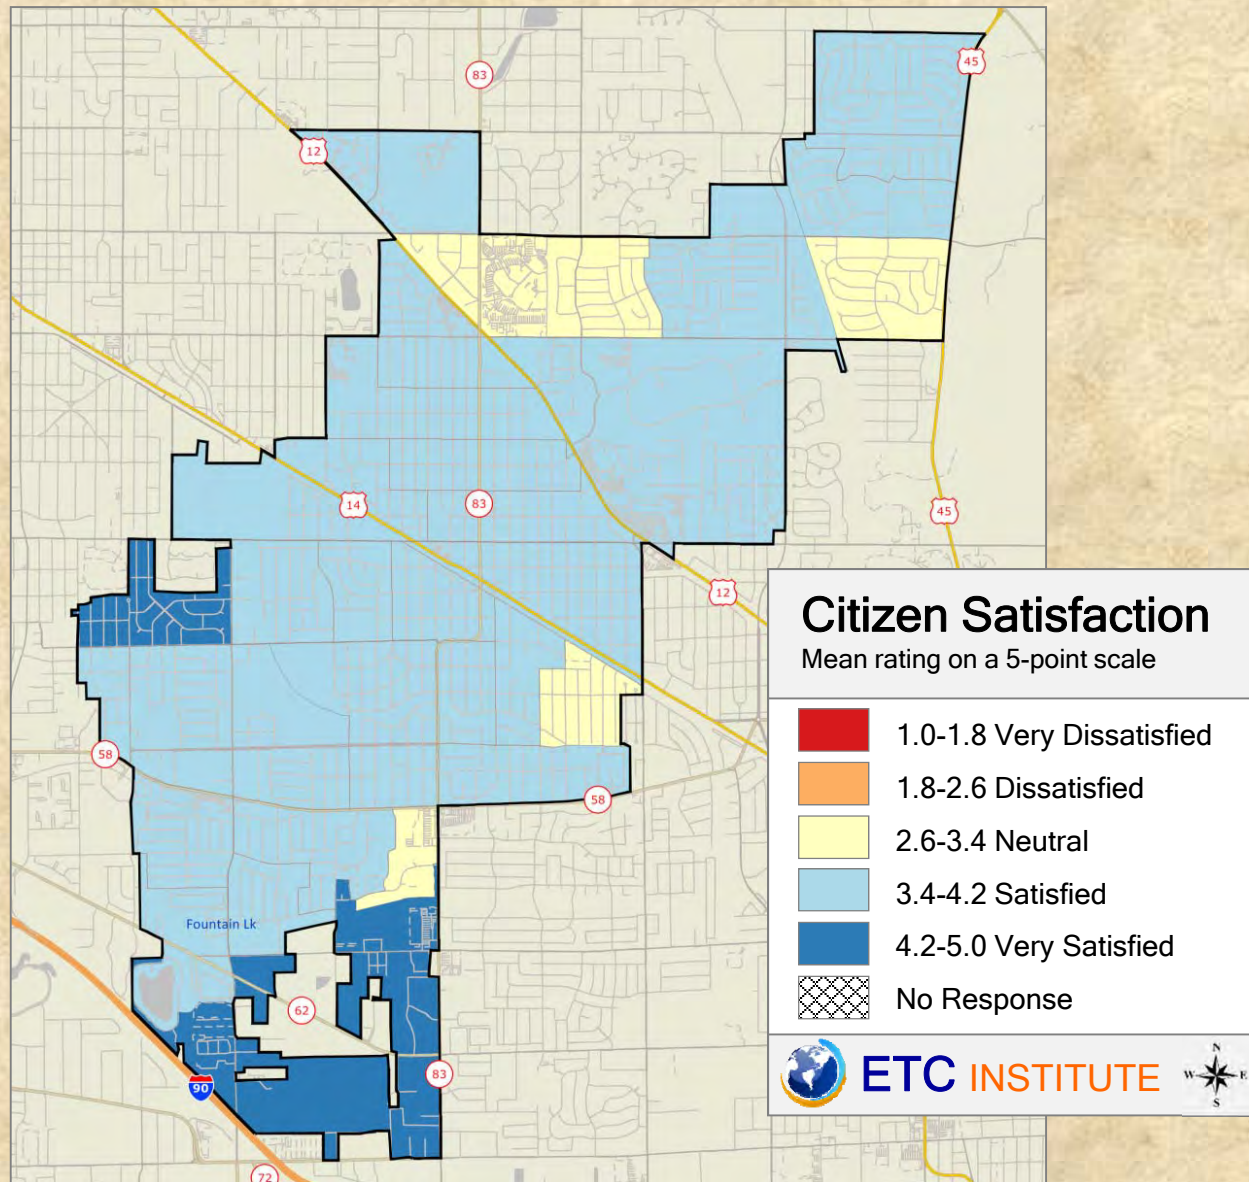 83
45
12
14
83
45
12
58
58
Fountain Lk
62
83
90
72
Citizen Satisfaction
Mean rating on a 5-point scale
1.0-1.8 Very Dissatisfied
1.8-2.6 Dissatisfied
2.6-3.4 Neutral
3.4-4.2 Satisfied
4.2-5.0 Very Satisfied
No Response
ETC INSTITUTE
N
W E
S